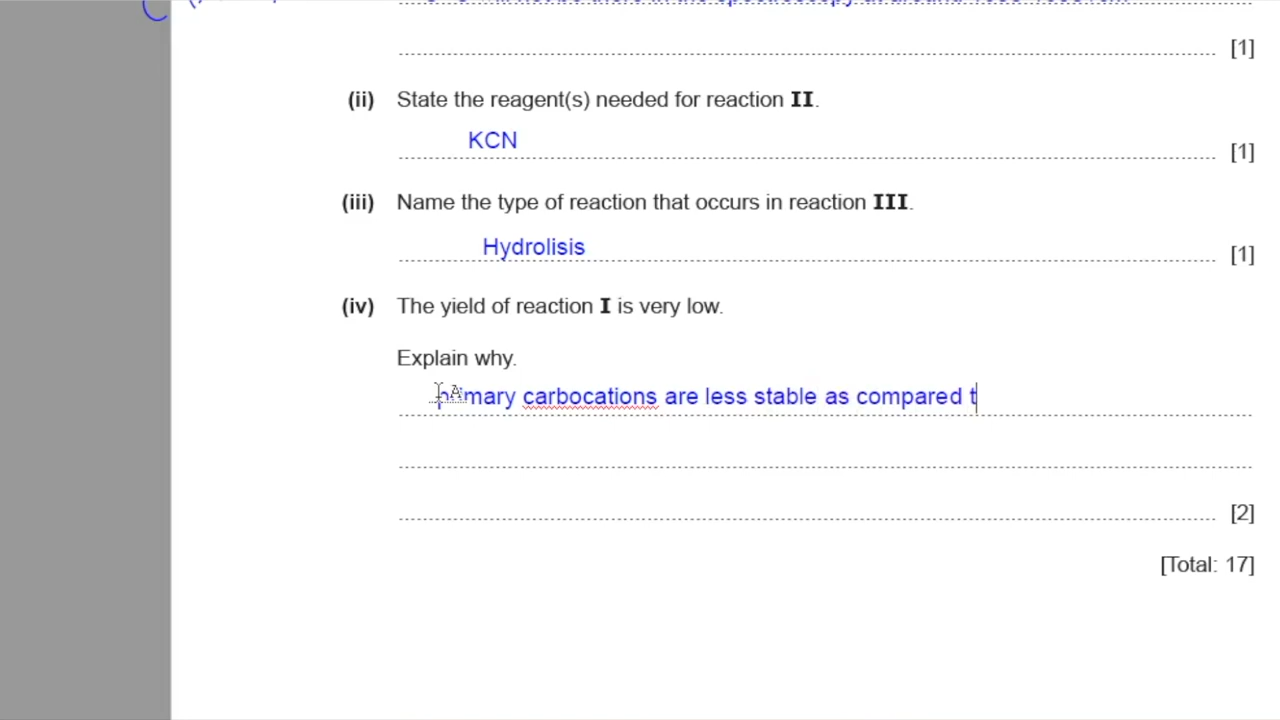 [1]
(ii) State the reagent(s) needed for reaction II.
KCN
[1]
(iii) Name the type of reaction that occurs in reaction III.
Hydrolisis
[1]
(iv) The yield of reaction I is very low.
Explain why.
primary carbocations are less stable as compared t
[2]
[Total: 17]